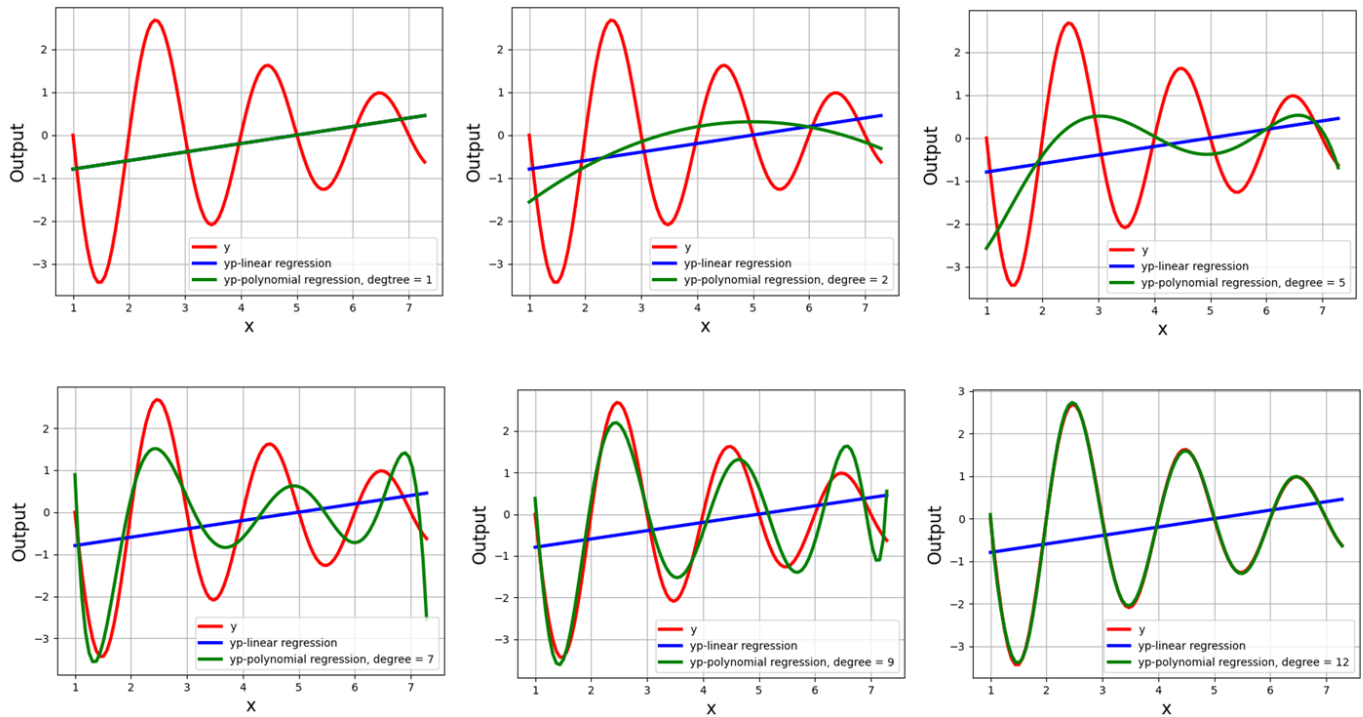 2
1
0
−1
−2
−3
Output
y
yp-linear regression
yp-polynomial regression, degtree = 1
1 2 3 4 5 6 7
x
2
1
0
−1
−2
−3
Output
y
yp-linear regression
yp-polynomial regression, degree = 2
1 2 3 4 5 6 7
x
2
1
0
−1
−2
−3
Output
y
yp-linear regression
yp-polynomial regression, degree = 5
1 2 3 4 5 6 7
x
2
1
0
−1
−2
−3
Output
y
yp-linear regression
yp-polynomial regression, degree = 7
1 2 3 4 5 6 7
x
2
1
0
−1
−2
−3
Output
y
yp-linear regression
yp-polynomial regression, degree = 9
1 2 3 4 5 6 7
x
3
2
1
0
−1
−2
−3
Output
y
yp-linear regression
yp-polynomial regression, degree = 12
1 2 3 4 5 6 7
x